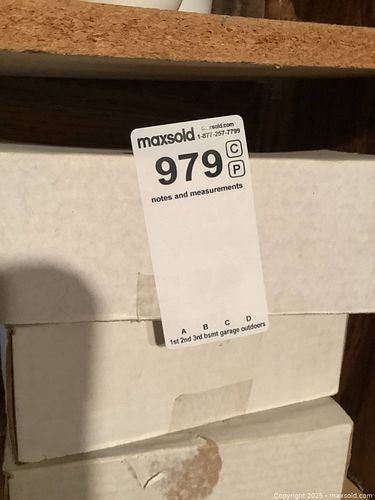 maxsold
1-877-257-7799
979
C
P
notes and measurements
A B C D
1st 2nd 3rd bsmt garage outdoors
Copyright 2025 - maxsold.com